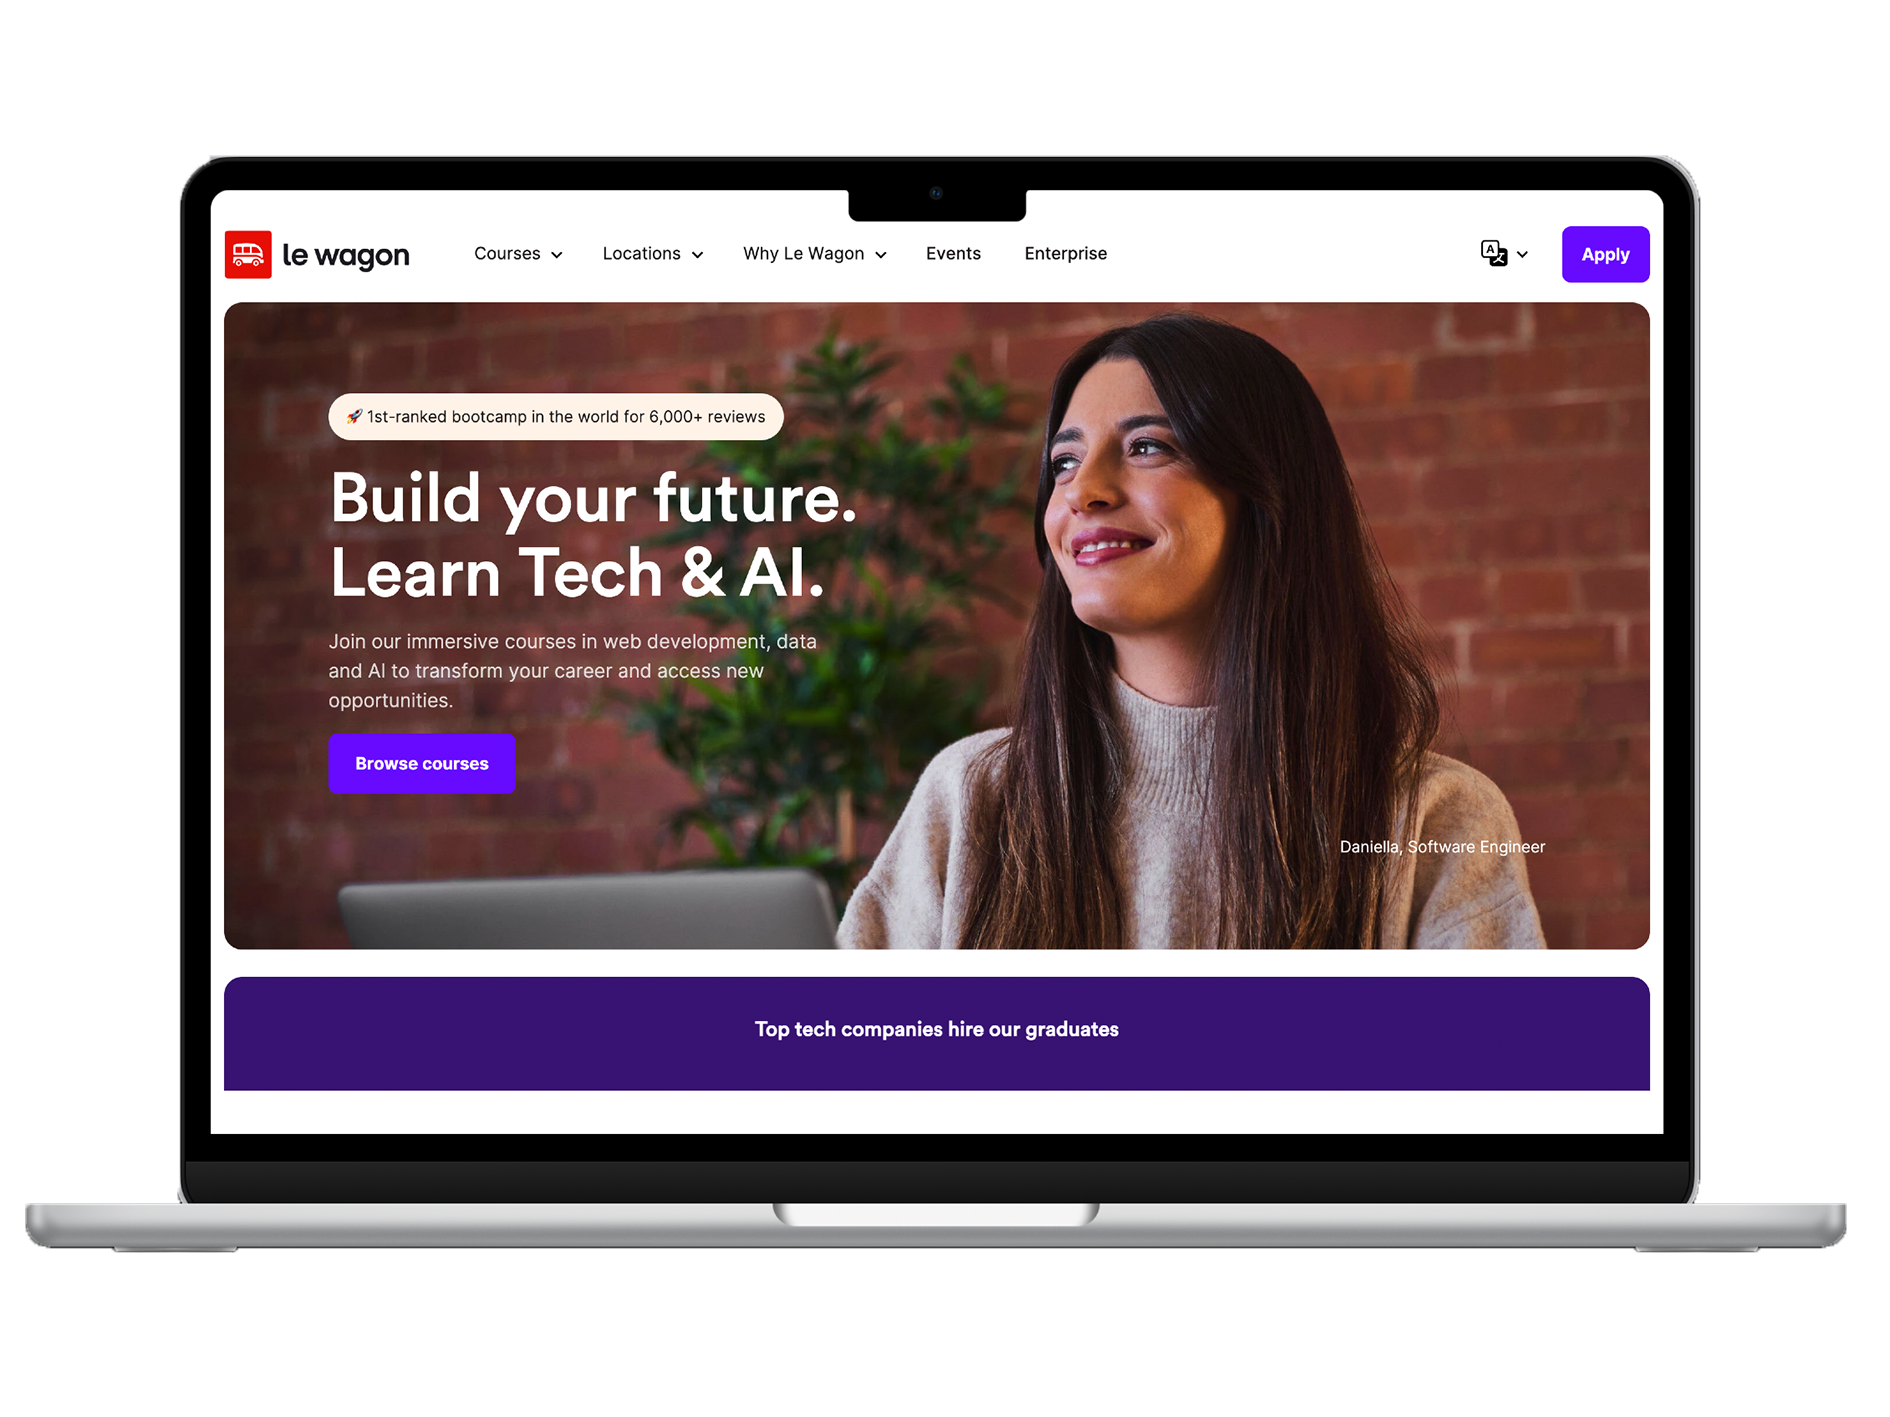 le wagon
Courses
Locations
Why Le Wagon
Events
Enterprise
A
Apply
🚀 1st-ranked bootcamp in the world for 6,000+ reviews
Build your future.
Learn Tech & AI.
Join our immersive courses in web development, data
and AI to transform your career and access new
opportunities.
Browse courses
Daniella, Software Engineer
Top tech companies hire our graduates